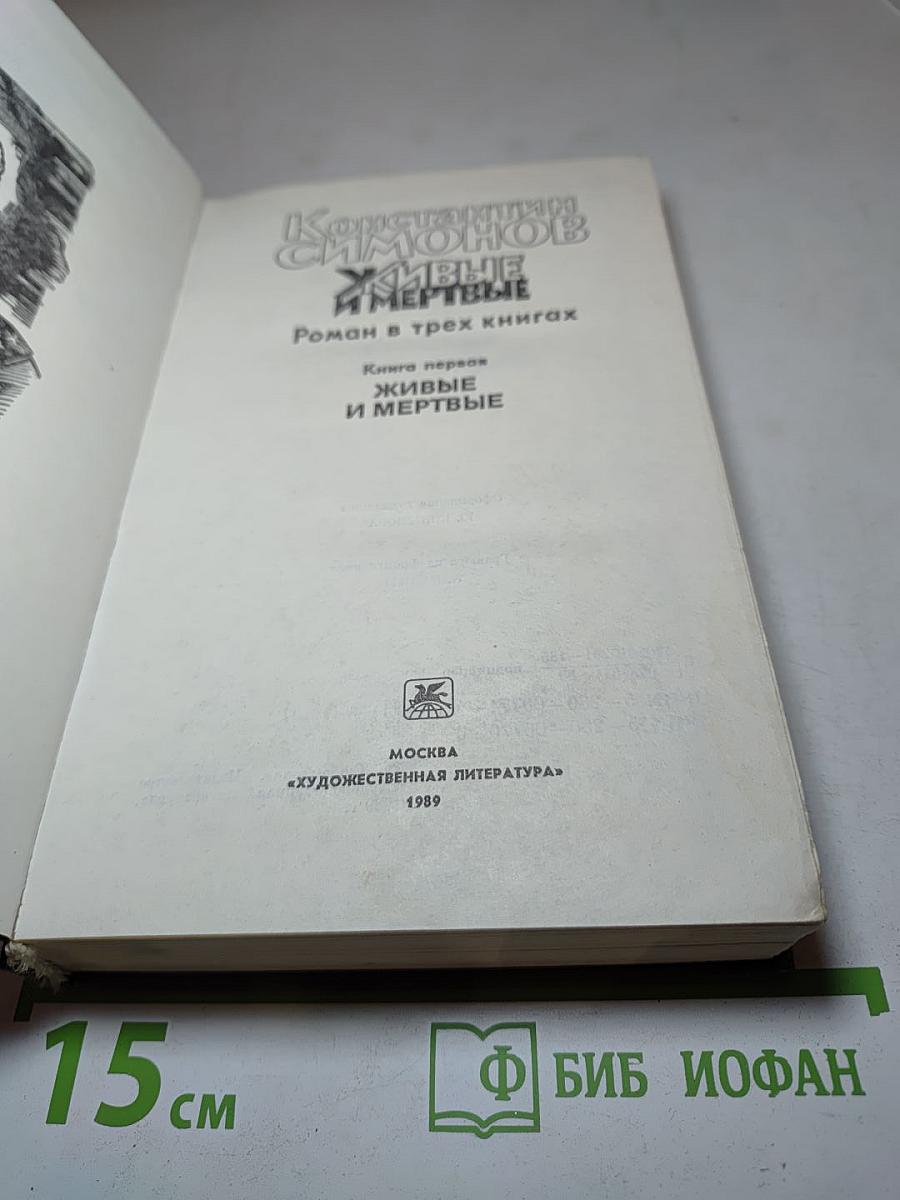 Константин
СИМОНОВ
ЖИВЫЕ
И МЕРТВЫЕ
Роман в трех книгах
Книга первая
ЖИВЫЕ
И МЕРТВЫЕ
МОСКВА
«ХУДОЖЕСТВЕННАЯ ЛИТЕРАТУРА»
1989
15 см
Ф БИБ ИОФАН